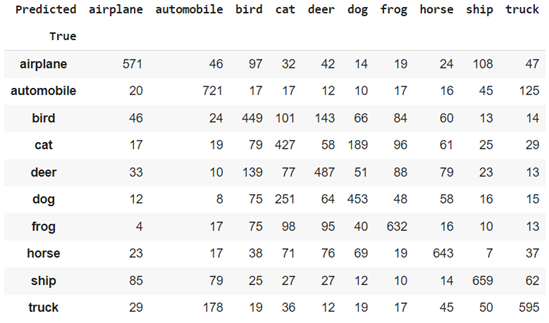 Predicted airplane automobile bird cat deer dog frog horse ship truck
True
airplane 571 46 97 32 42 14 19 24 108 47
automobile 20 721 17 17 12 10 17 16 45 125
bird 46 24 449 101 143 66 84 60 13 14
cat 17 19 79 427 58 189 96 61 25 29
deer 33 10 139 77 487 51 88 79 23 13
dog 12 8 75 251 64 453 48 58 16 15
frog 4 17 75 98 95 40 632 16 10 13
horse 23 17 38 71 76 69 19 643 7 37
ship 85 79 25 27 27 12 10 14 659 62
truck 29 178 19 36 12 19 17 45 50 595